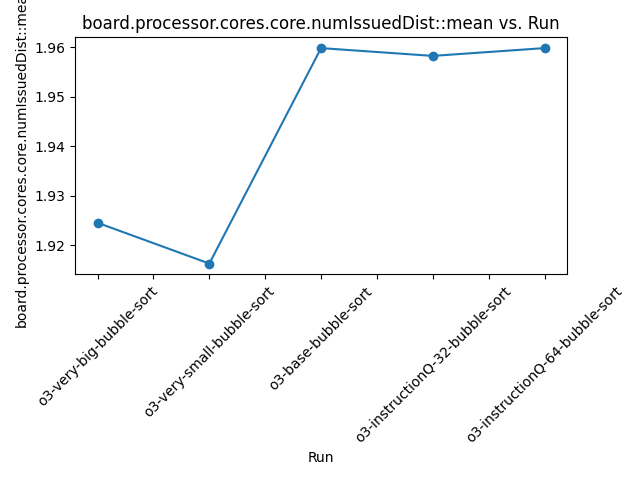 board.processor.cores.core.numIssuedDist::mean vs. Run
board.processor.cores.core.numIssuedDist::mea
1.96
1.95
1.94
1.93
1.92
o3-very-big-bubble-sort
o3-very-small-bubble-sort
o3-base-bubble-sort
o3-instructionQ-32-bubble-sort
o3-instructionQ-64-bubble-sort
Run